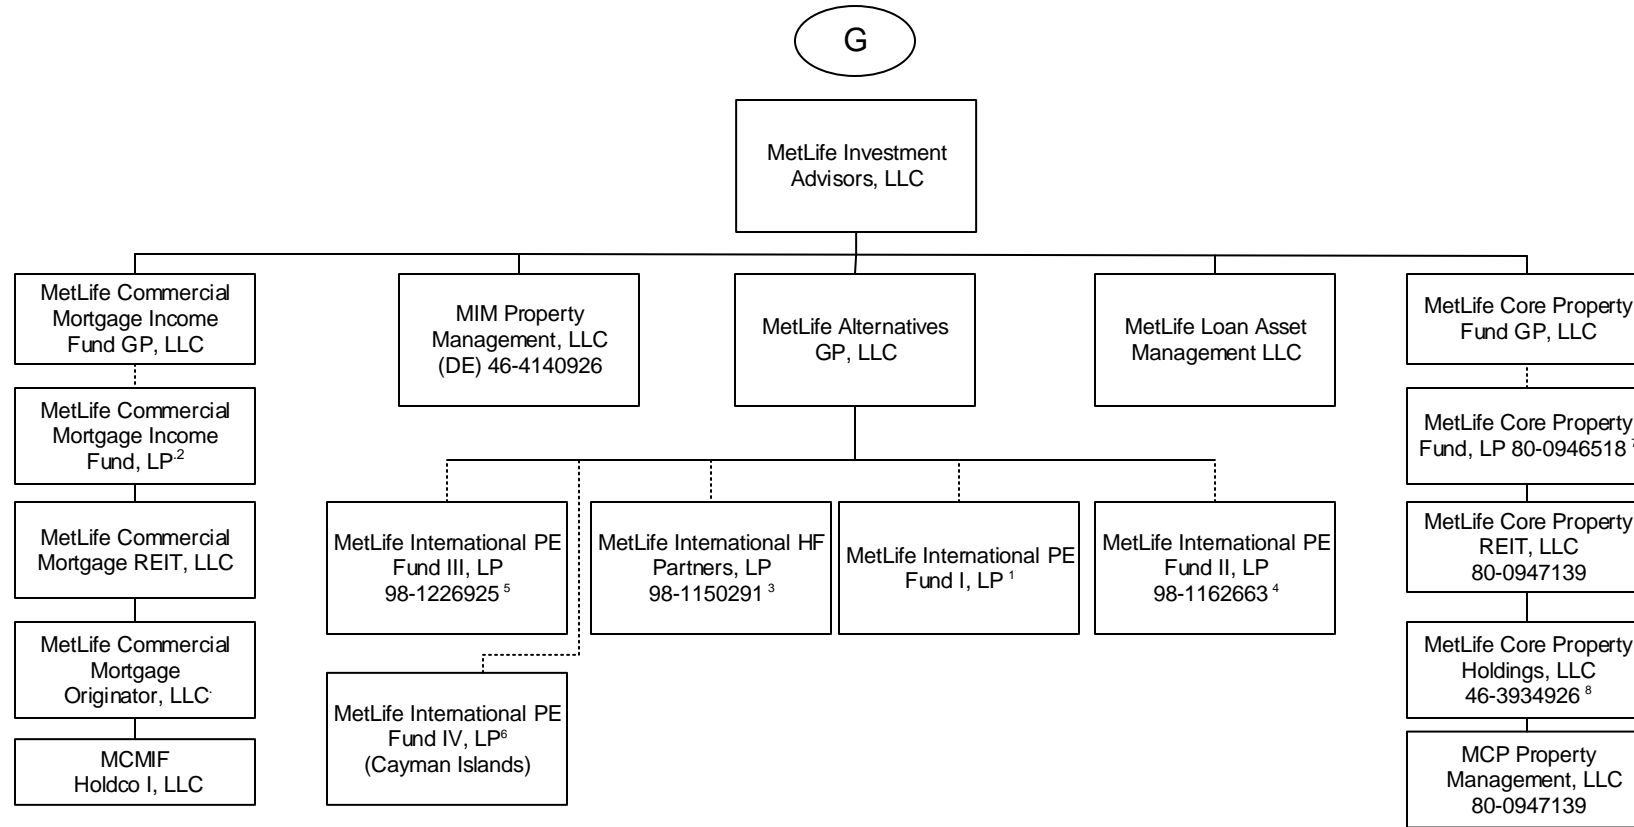 G
MetLife Investment
Advisors, LLC
MetLife Commercial
Mortgage Income
Fund GP, LLC
MIM Property
Management, LLC
(DE) 46-4140926
MetLife Alternatives
GP, LLC
MetLife Loan Asset
Management LLC
MetLife Core Property
Fund GP, LLC
MetLife Commercial
Mortgage Income
Fund, LP.2
MetLife Core Property
Fund, LP 80-0946518 7
MetLife Commercial
Mortgage REIT, LLC
MetLife International PE
Fund III, LP
98-1226925 5
MetLife International HF
Partners, LP
98-1150291 3
MetLife International PE
Fund I, LP 1
MetLife International PE
Fund II, LP
98-1162663 4
MetLife Core Property
REIT, LLC
80-0947139
MetLife Commercial
Mortgage
Originator, LLC.
MetLife International PE
Fund IV, LP6
(Cayman Islands)
MetLife Core Property
Holdings, LLC
46-3934926 8
MCMIF
Holdco I, LLC
MCP Property
Management, LLC
80-0947139